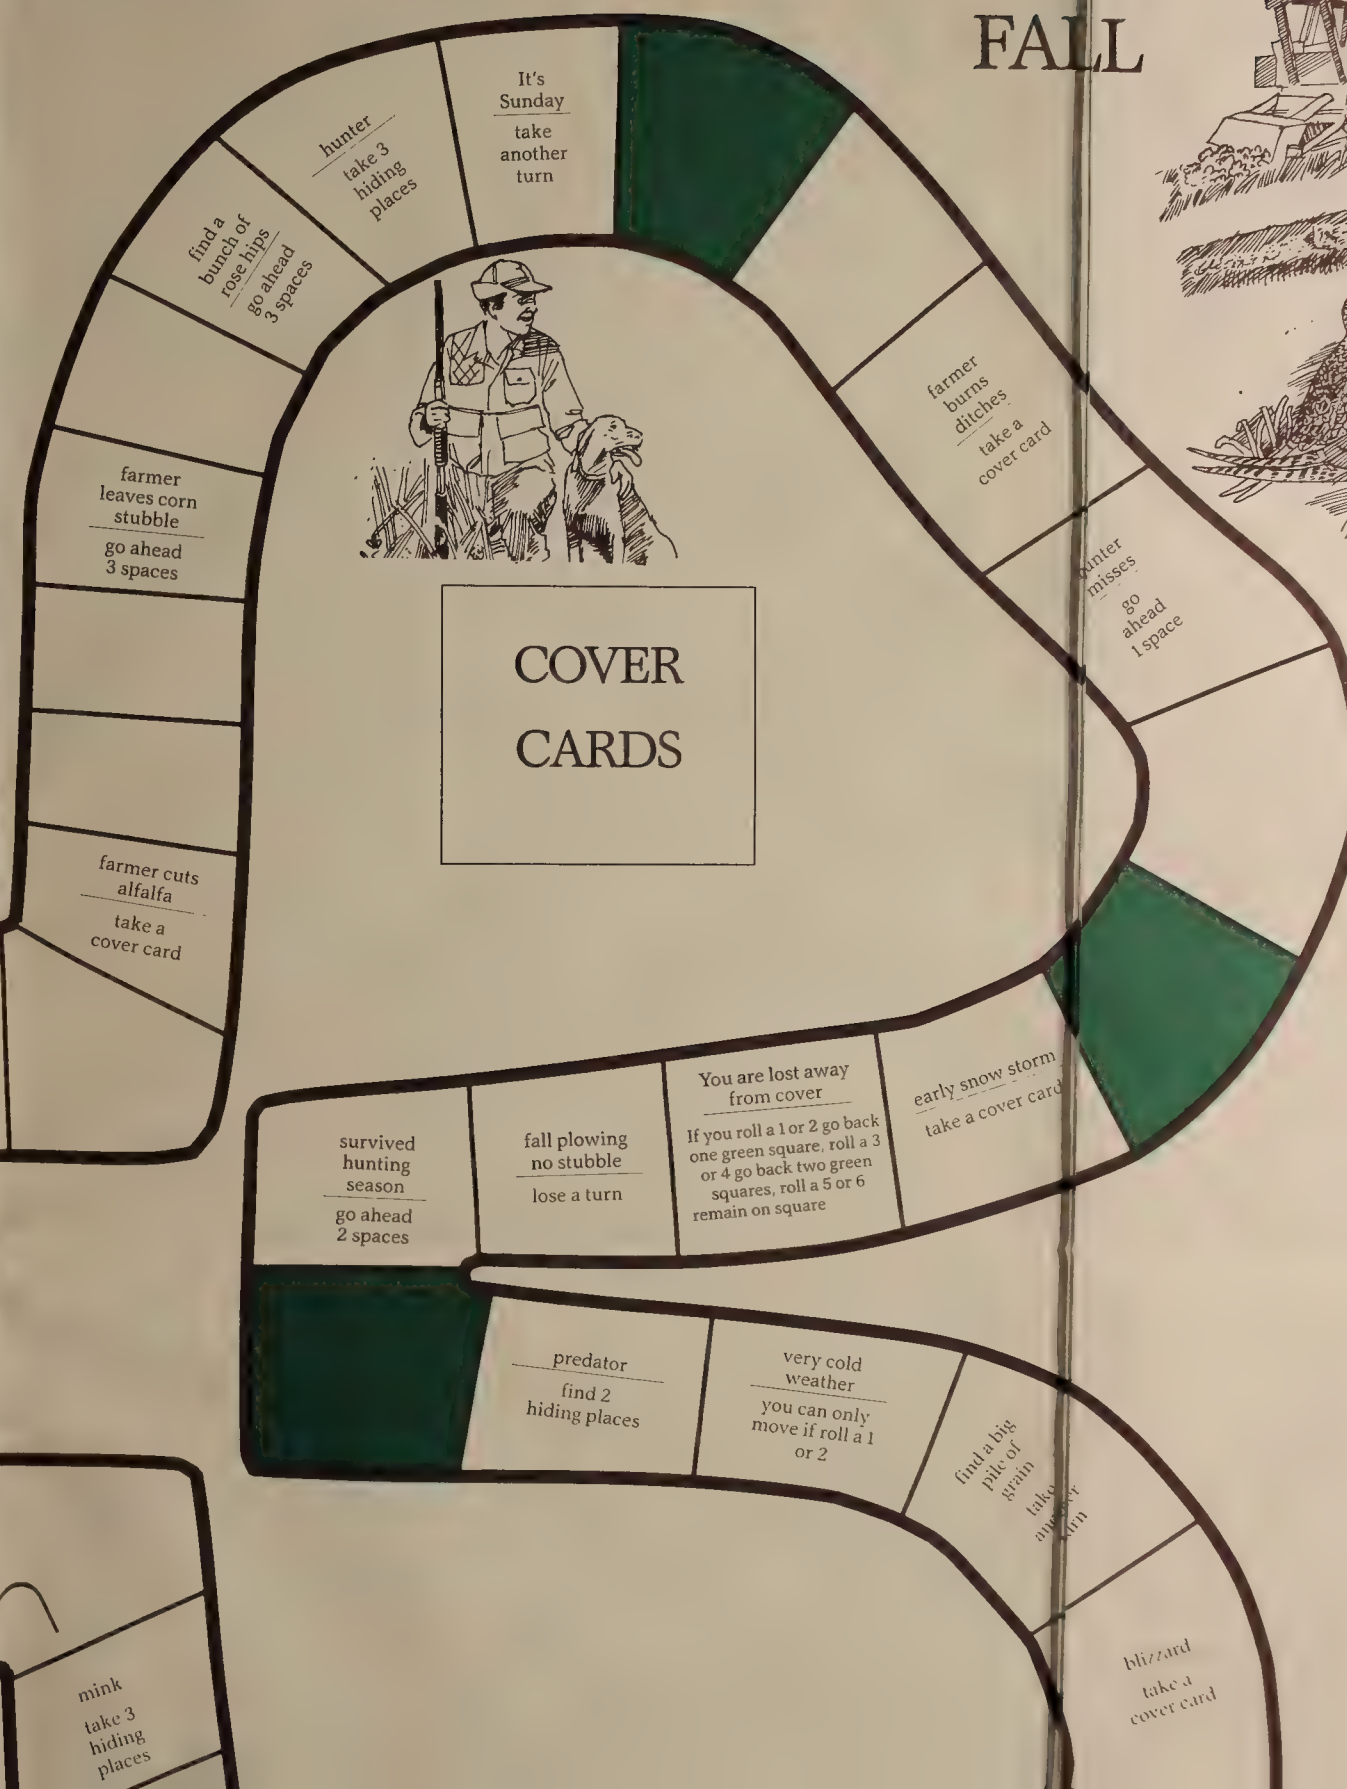 FALL
It's
Sunday
take
another
turn
hunter
take 3
hiding
places
find a
bunch of
rose hips
go ahead
3 spaces
farmer
leaves corn
stubble
go ahead
3 spaces
farmer cuts
alfalfa
take a
cover card
COVER
CARDS
farmer
burns
ditches
take a
cover card
hunter
misses
go
ahead
1 space
early snow storm
take a cover card
You are lost away
from cover
If you roll a 1 or 2 go back
one green square, roll a 3
or 4 go back two green
squares, roll a 5 or 6
remain on square
fall plowing
no stubble
lose a turn
survived
hunting
season
go ahead
2 spaces
predator
find 2
hiding places
very cold
weather
you can only
move if roll a 1
or 2
find a big
pile of
grain
take
another
turn
blizzard
take a
cover card
mink
take 3
hiding
places